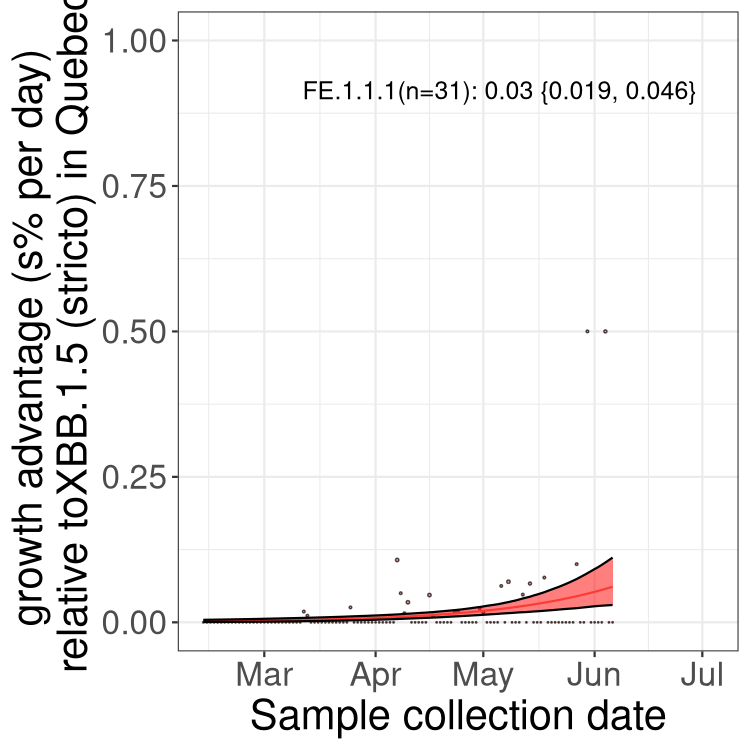 growth advantage (s% per day)
relative toXBB.1.5 (stricto) in Quebec
1.00
0.75
0.50
0.25
0.00
FE.1.1.1(n=31): 0.03 {0.019, 0.046}
Mar Apr May Jun Jul
Sample collection date